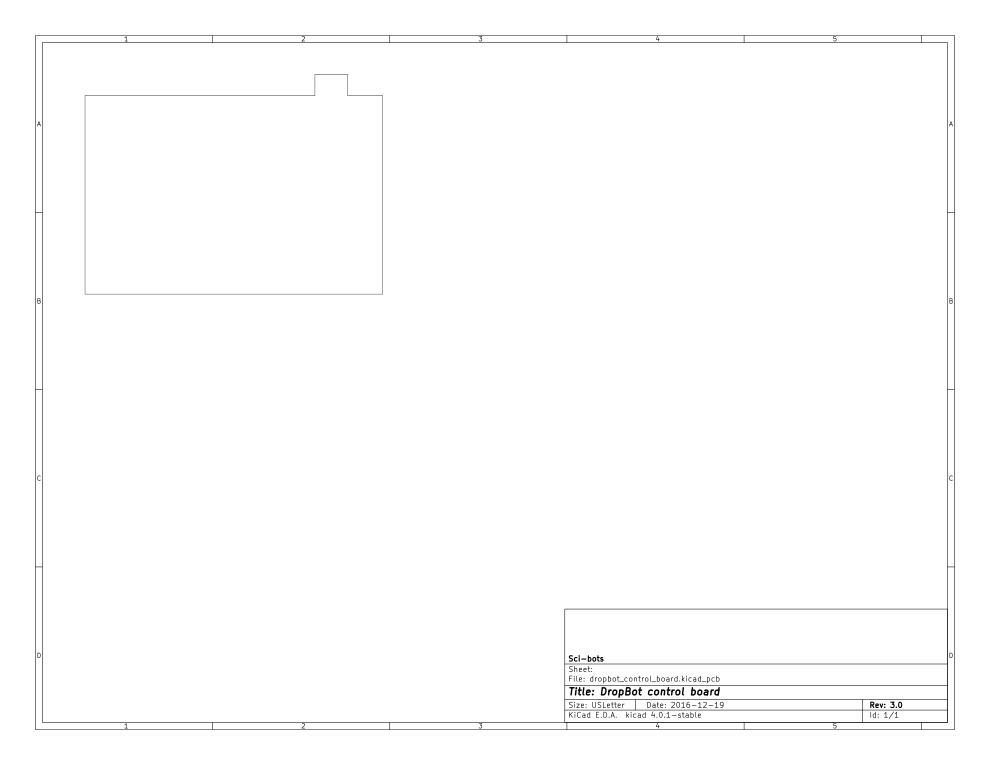 1 2 3 4 5
A A
B B
C C
D D
Sci-bots
Sheet:
File: dropbot_control_board.kicad_pcb
Title: DropBot control board
Size: USLetter Date: 2016-12-19 Rev: 3.0
KiCad E.D.A. kicad 4.0.1-stable Id: 1/1
1 2 3 4 5